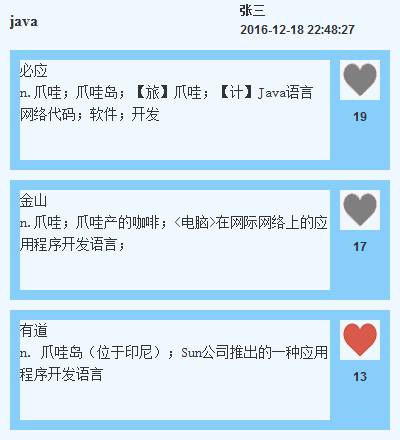 java
张三
2016-12-18 22:48:27
必应
n.爪哇；爪哇岛；【旅】爪哇；【计】Java语言
网络代码；软件；开发
19
金山
n.爪哇；爪哇产的咖啡；<电脑>在网际网络上的应
用程序开发语言；
17
有道
n. 爪哇岛（位于印尼）；Sun公司推出的一种应用
程序开发语言
13